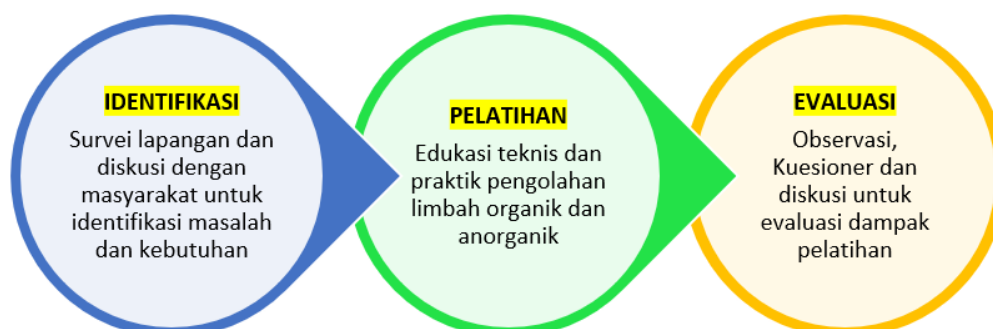 IDENTIFIKASI
Survei lapangan dan
diskusi dengan
masyarakat untuk
identifikasi masalah
dan kebutuhan
PELATIHAN
Edukasi teknis dan
praktik pengolahan
limbah organik dan
anorganik
EVALUASI
Observasi,
Kuesioner dan
diskusi untuk
evaluasi dampak
pelatihan